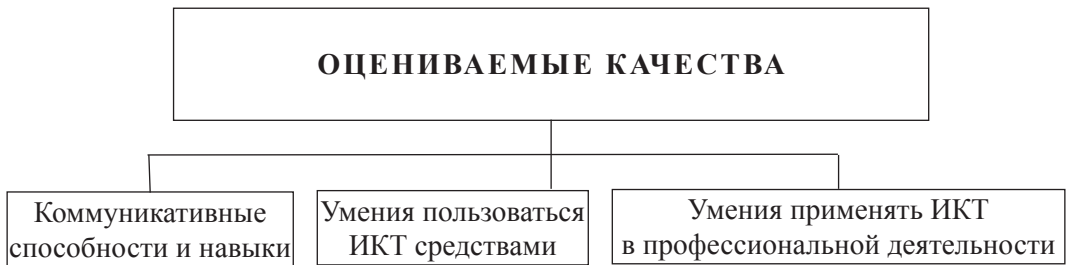 ОЦЕНИВАЕМЫЕ КАЧЕСТВА
Коммуникативные
способности и навыки
Умения пользоваться
ИКТ средствами
Умения применять ИКТ
в профессиональной деятельности